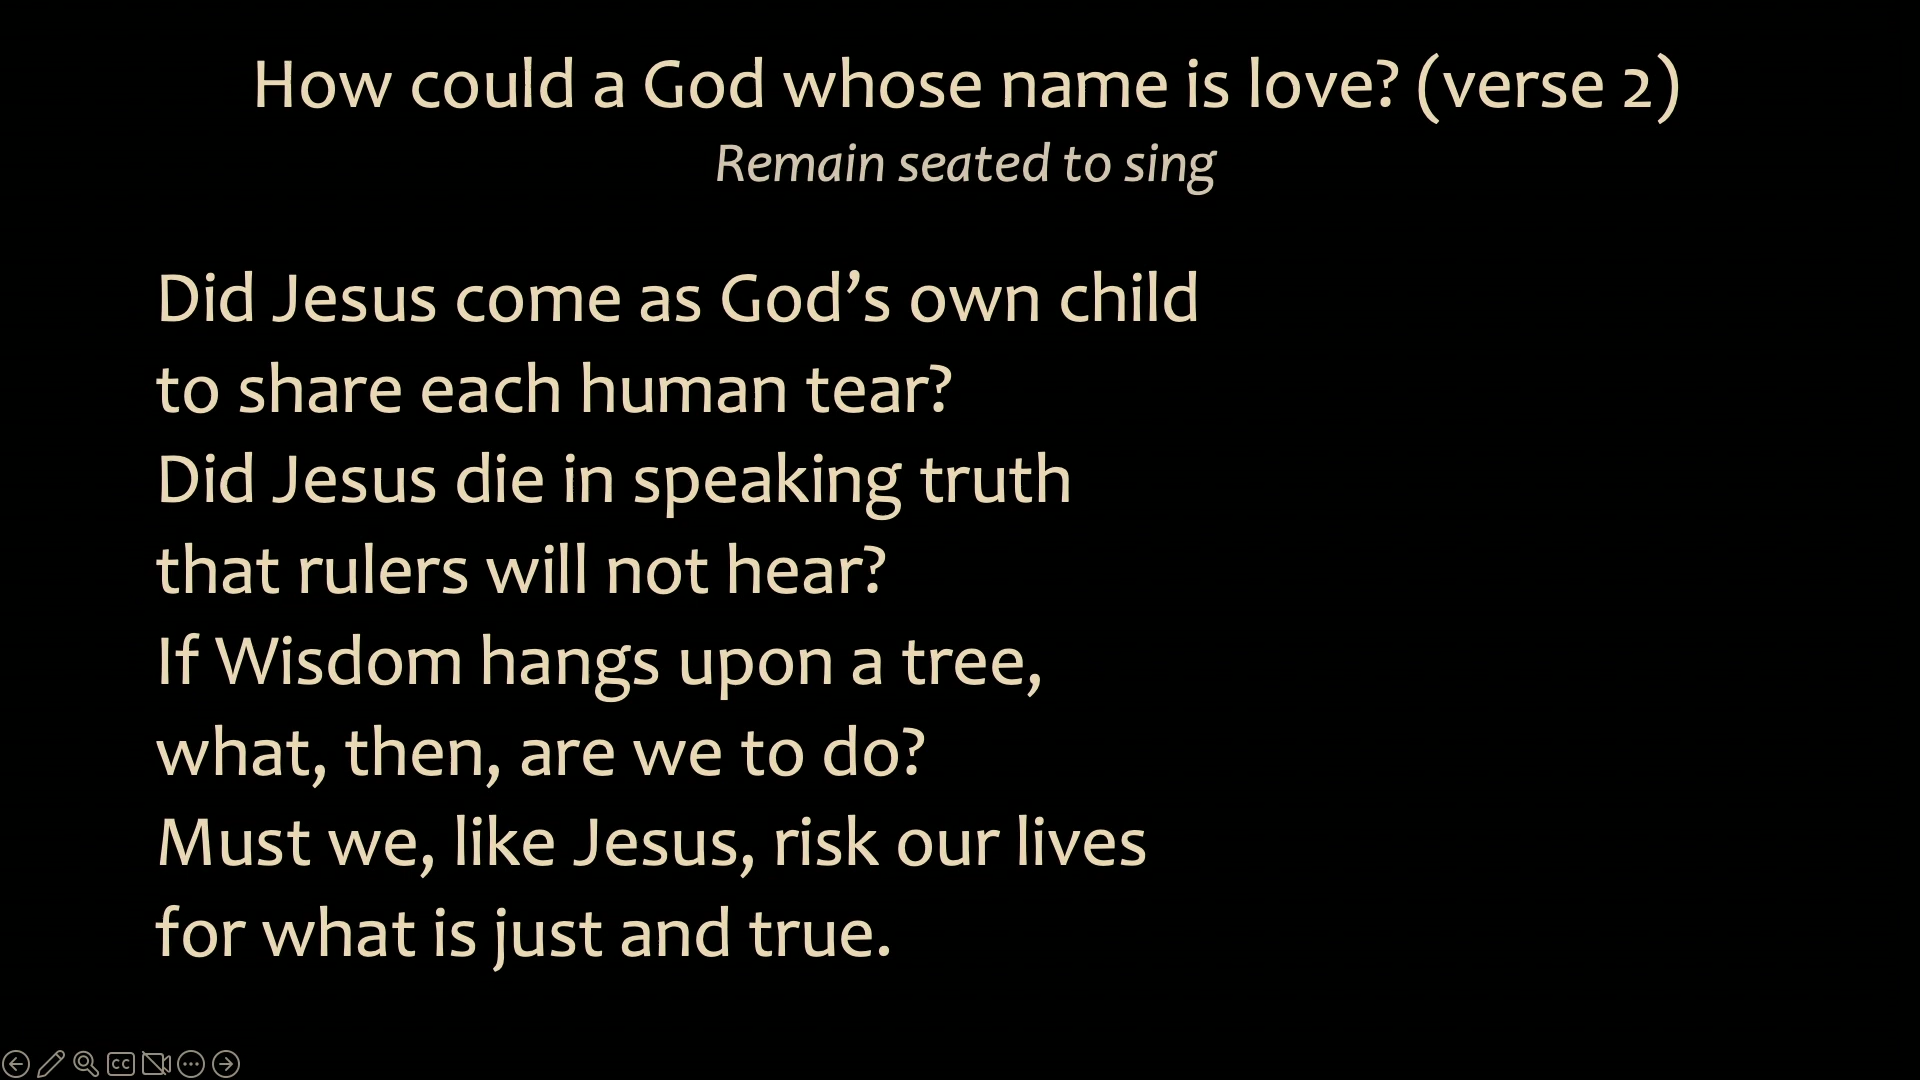 How could a God whose name is love? (verse 2)
Remain seated to sing
Did Jesus come as God’s own child
to share each human tear?
Did Jesus die in speaking truth
that rulers will not hear?
If Wisdom hangs upon a tree,
what, then, are we to do?
Must we, like Jesus, risk our lives
for what is just and true.
CC